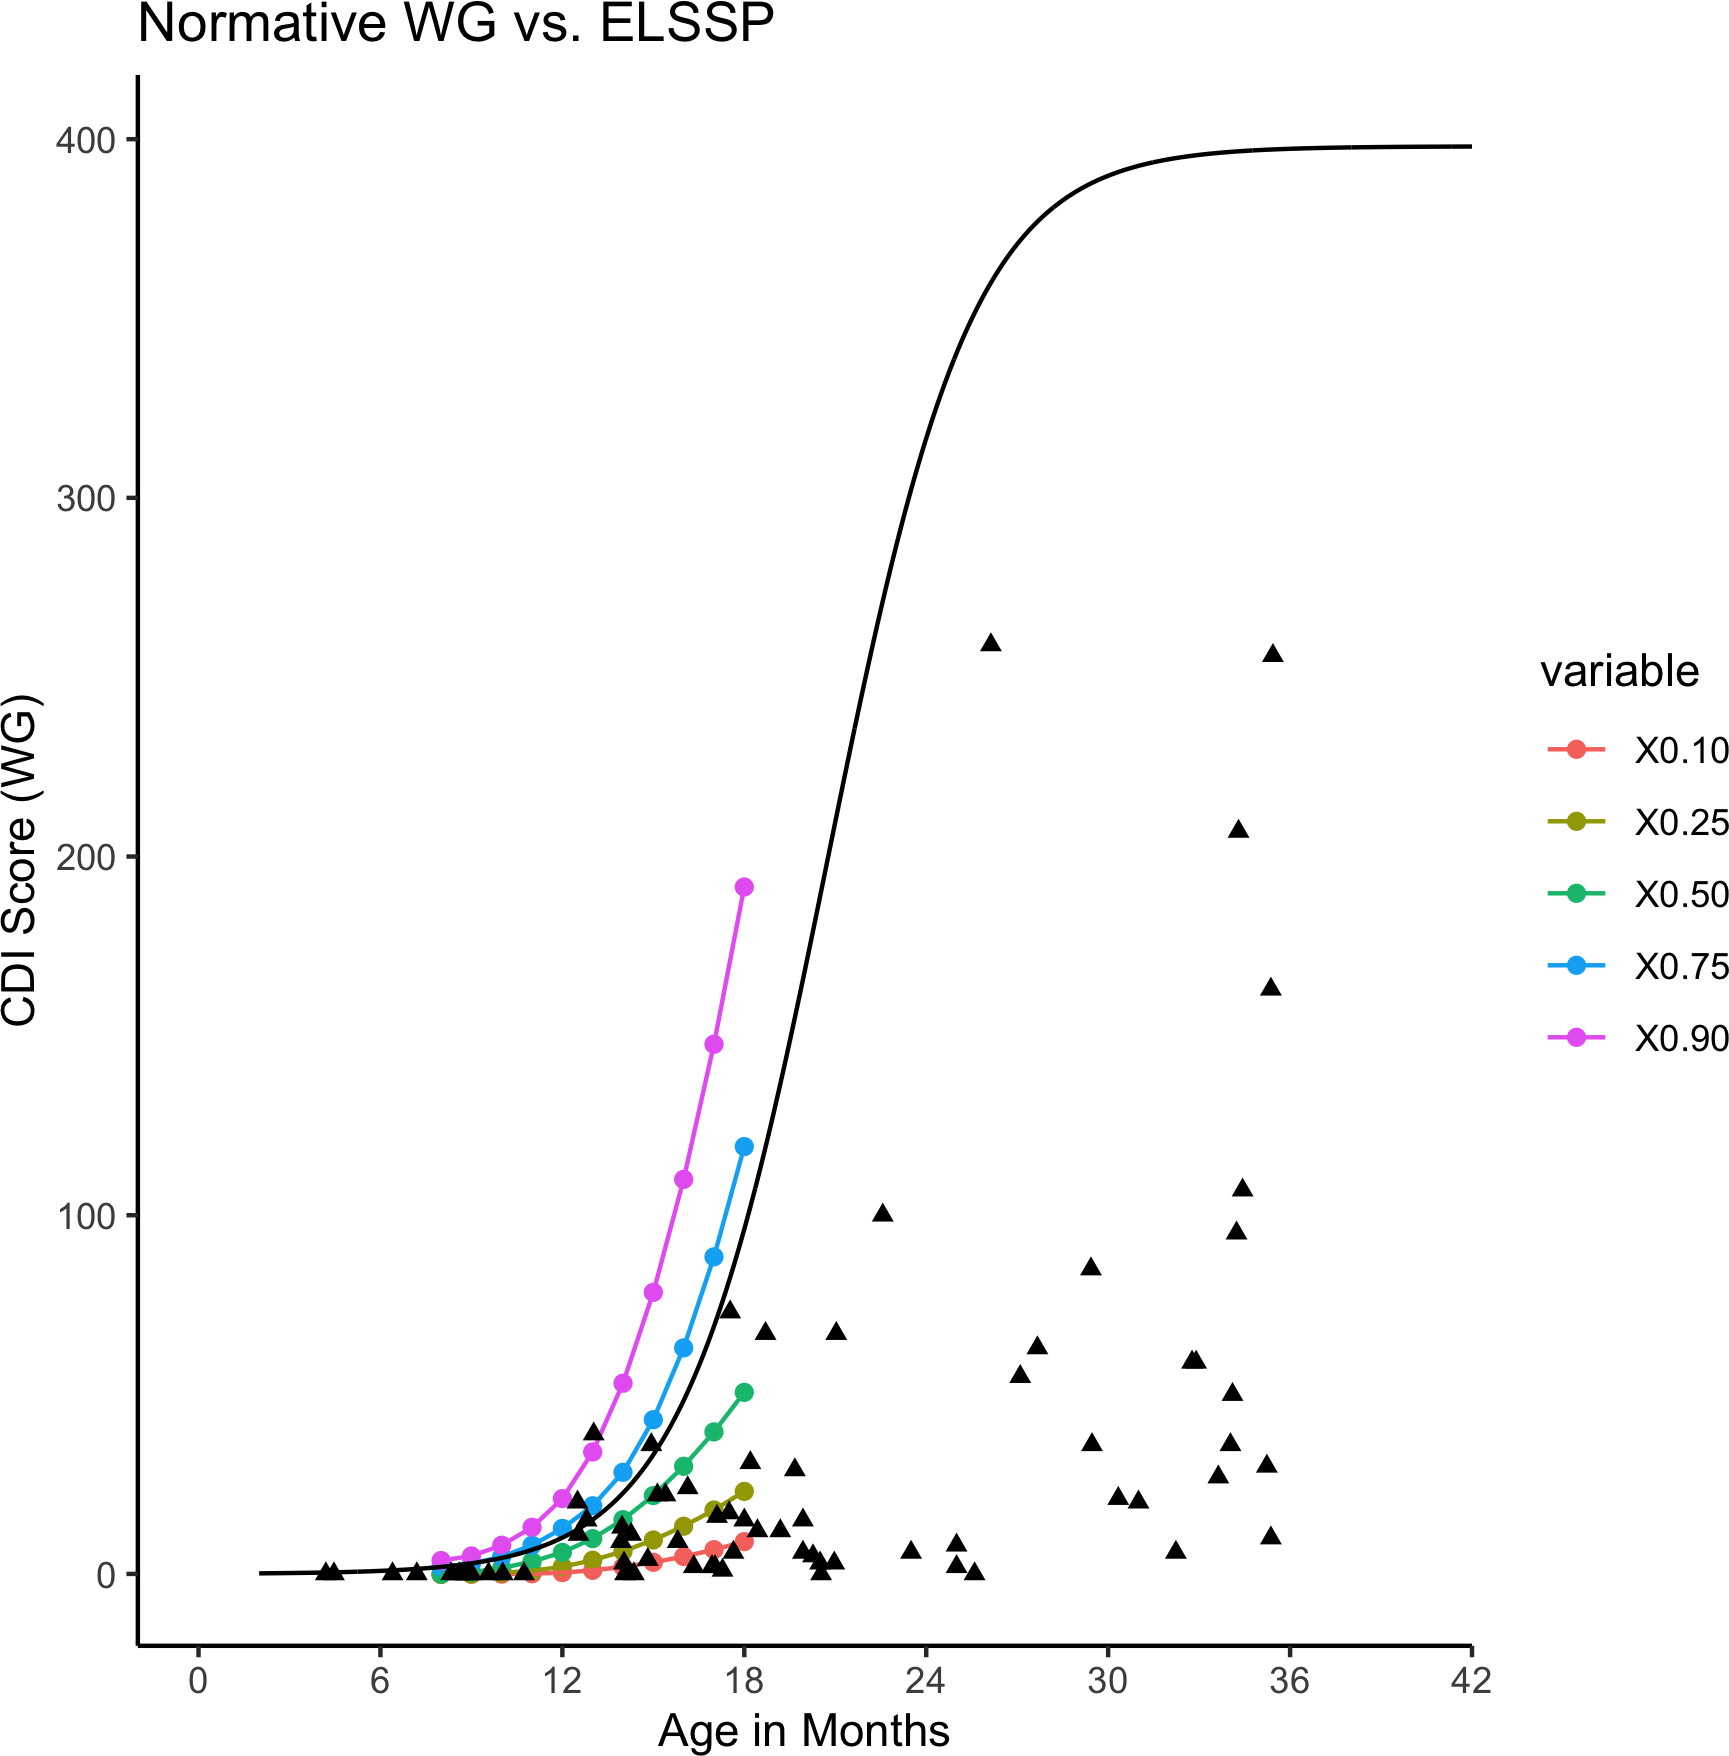 Normative WG vs. ELSSP
CDI Score (WG)
400
300
200
100
0
0 6 12 18 24 30 36 42
Age in Months
variable
X0.10
X0.25
X0.50
X0.75
X0.90